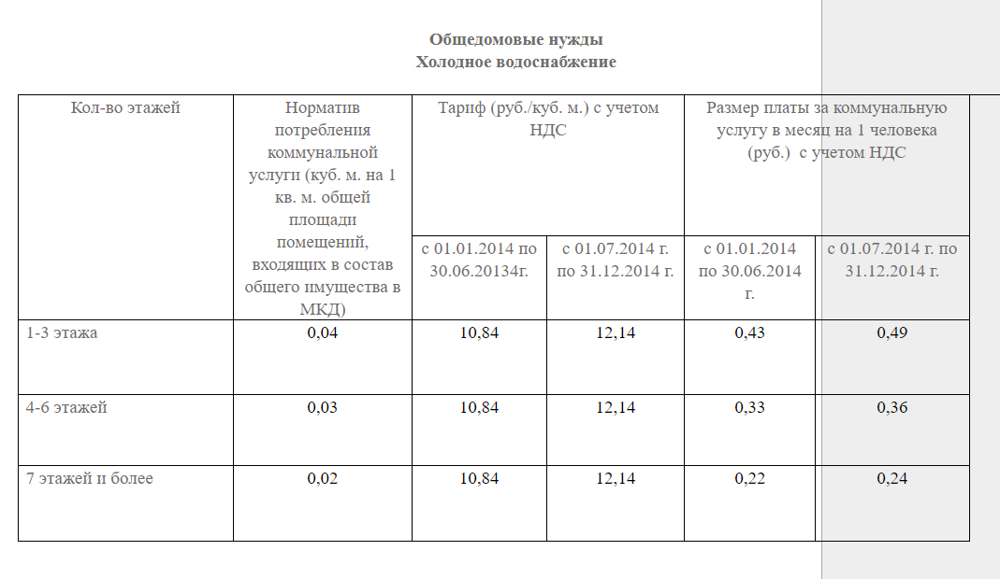 Общедомовые нужды
Холодное водоснабжение
Кол-во этажей
Норматив
потребления
коммунальной
услуги (куб. м. на 1
кв. м. общей
площади
помещений,
входящих в состав
общего имущества в
МКД)
Тариф (руб./куб. м.) с учетом
НДС
Размер платы за коммунальную
услугу в месяц на 1 человека
(руб.) с учетом НДС
с 01.01.2014 по
30.06.20134г.
с 01.07.2014 г.
по 31.12.2014 г.
с 01.01.2014
по 30.06.2014
г.
с 01.07.2014 г. по
31.12.2014 г.
1-3 этажа 0,04 10,84 12,14 0,43 0,49
4-6 этажей 0,03 10,84 12,14 0,33 0,36
7 этажей и более 0,02 10,84 12,14 0,22 0,24